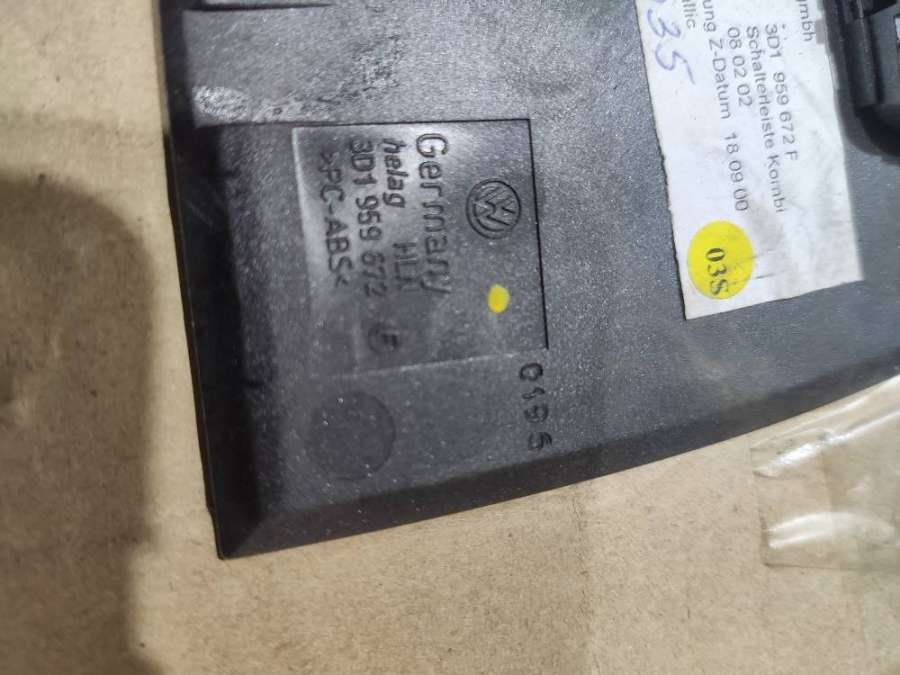 Germany
helag HLN
3D1 959 672 F
>PC-ABS<
0195
mbh
3D1 959 672 F
Schalterleiste Kombi
08 02 02
ung Z-Datum 18 09 00
llic
035
03S